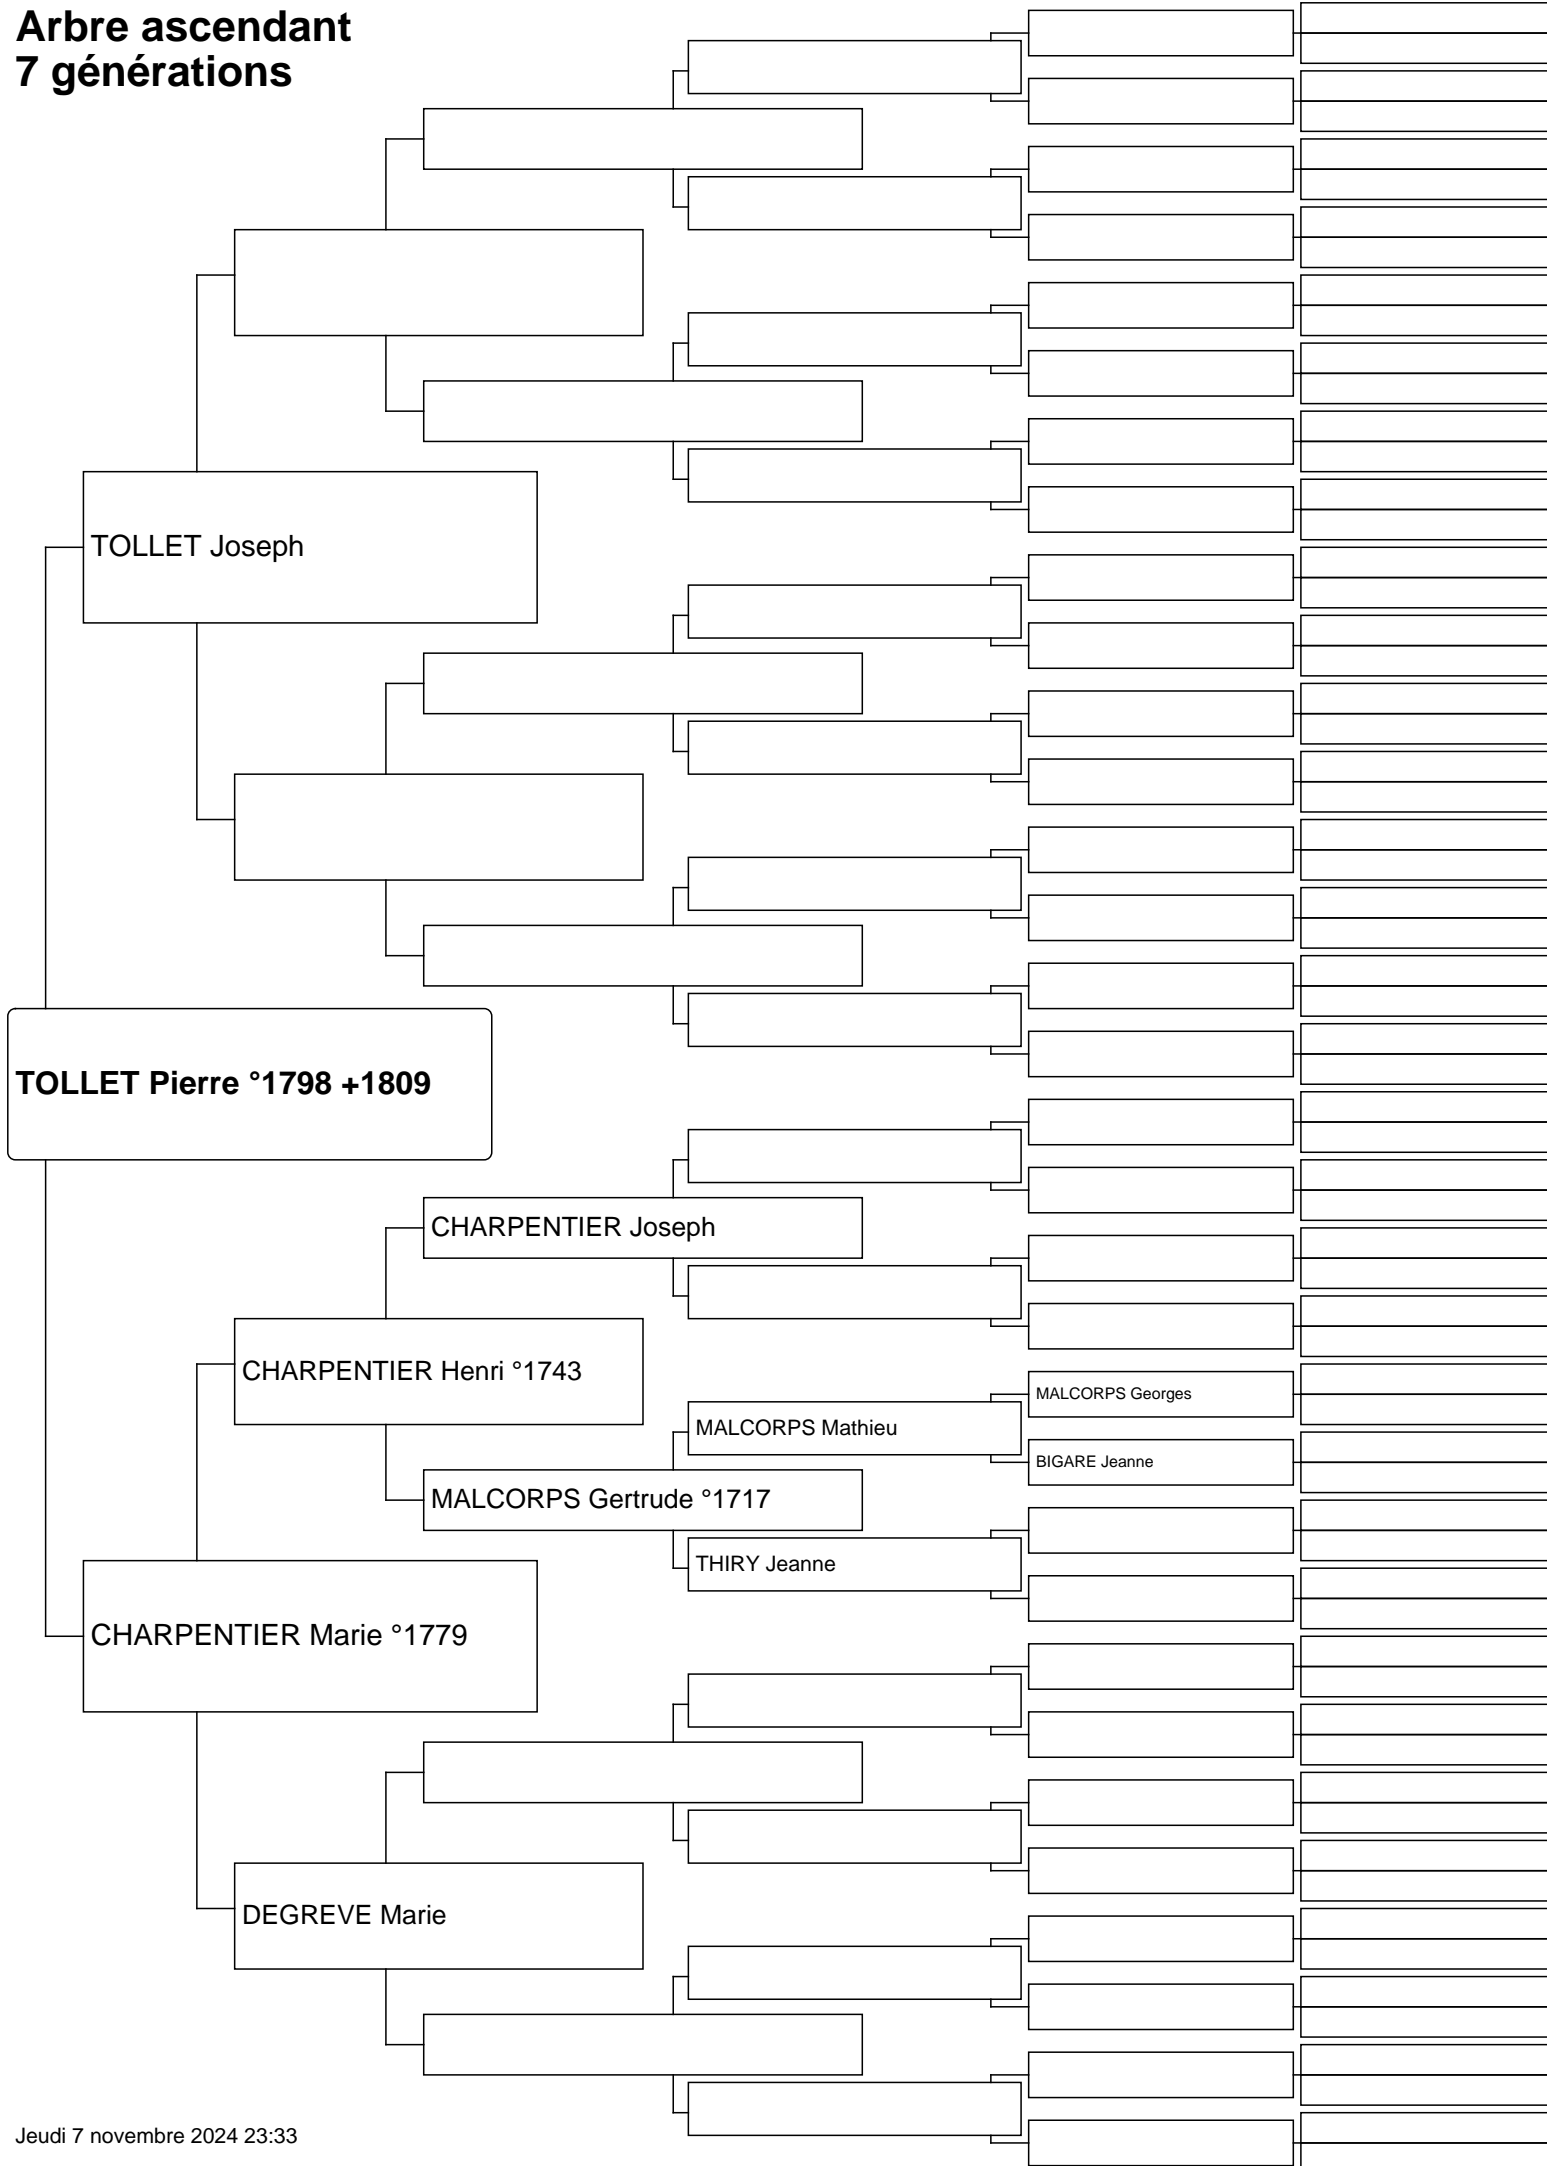 Arbre ascendant
7 générations
TOLLET Joseph
TOLLET Pierre °1798 +1809
CHARPENTIER Joseph
CHARPENTIER Henri °1743
MALCORPS Georges
MALCORPS Mathieu
BIGARE Jeanne
MALCORPS Gertrude °1717
THIRY Jeanne
CHARPENTIER Marie °1779
DEGREVE Marie
Jeudi 7 novembre 2024 23:33